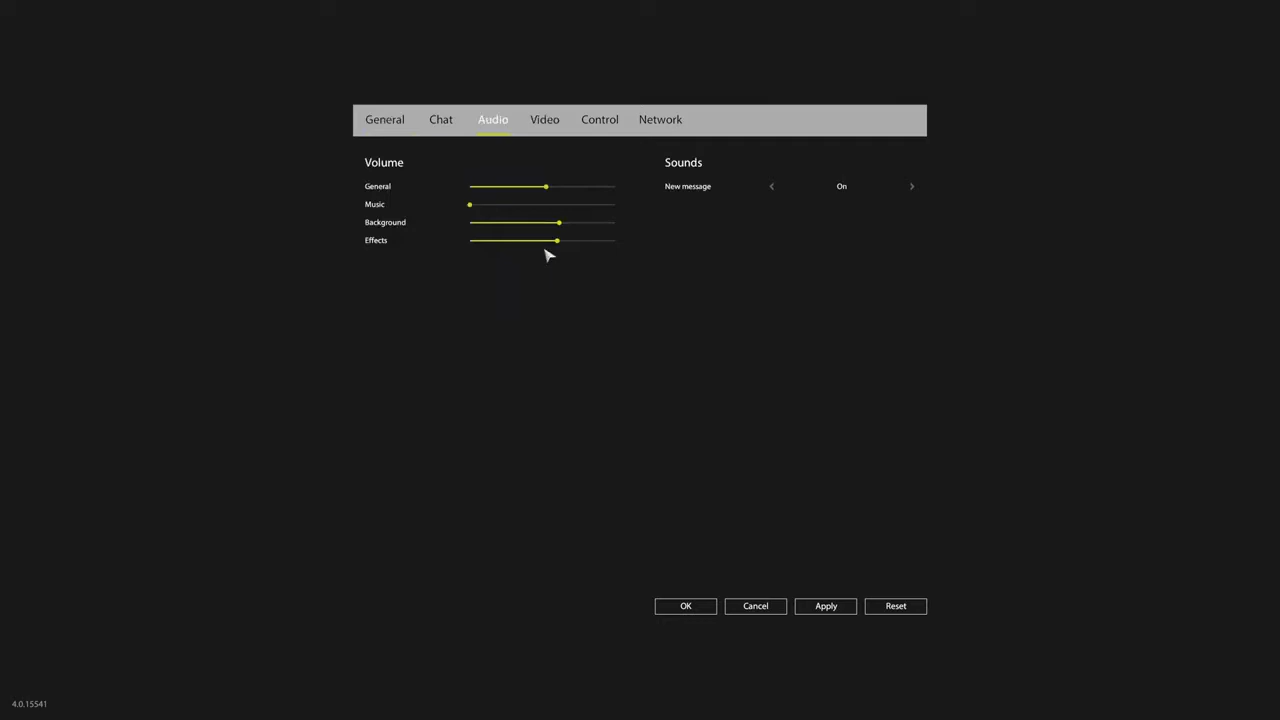 General Chat Audio Video Control Network
Volume
General
Music
Background
Effects
Sounds
New message On
OK Cancel Apply Reset
4.0.15541